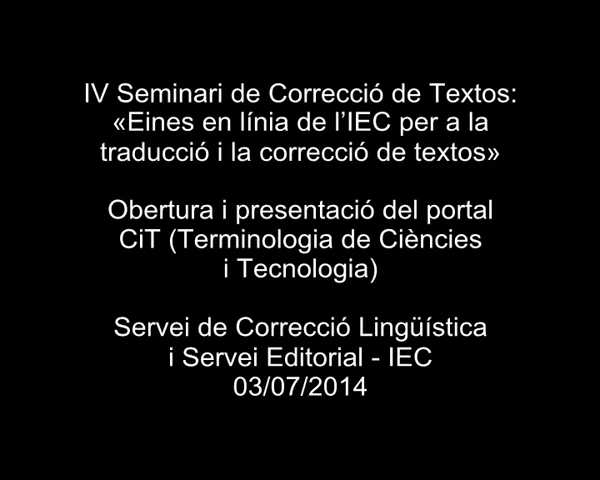 IV Seminari de Correcció de Textos:
«Eines en línia de l’IEC per a la
traducció i la correcció de textos»
Obertura i presentació del portal
CiT (Terminologia de Ciències
i Tecnologia)
Servei de Correcció Lingüística
i Servei Editorial - IEC
03/07/2014